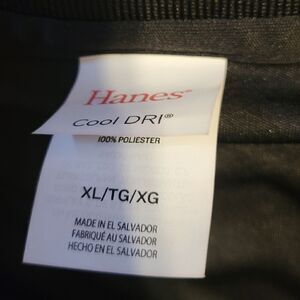 Hanes®
Cool DRI®
100% POLIESTER
XL/TG/XG
MADE IN EL SALVADOR
FABRIQUÉ AU SALVADOR
HECHO EN EL SALVADOR